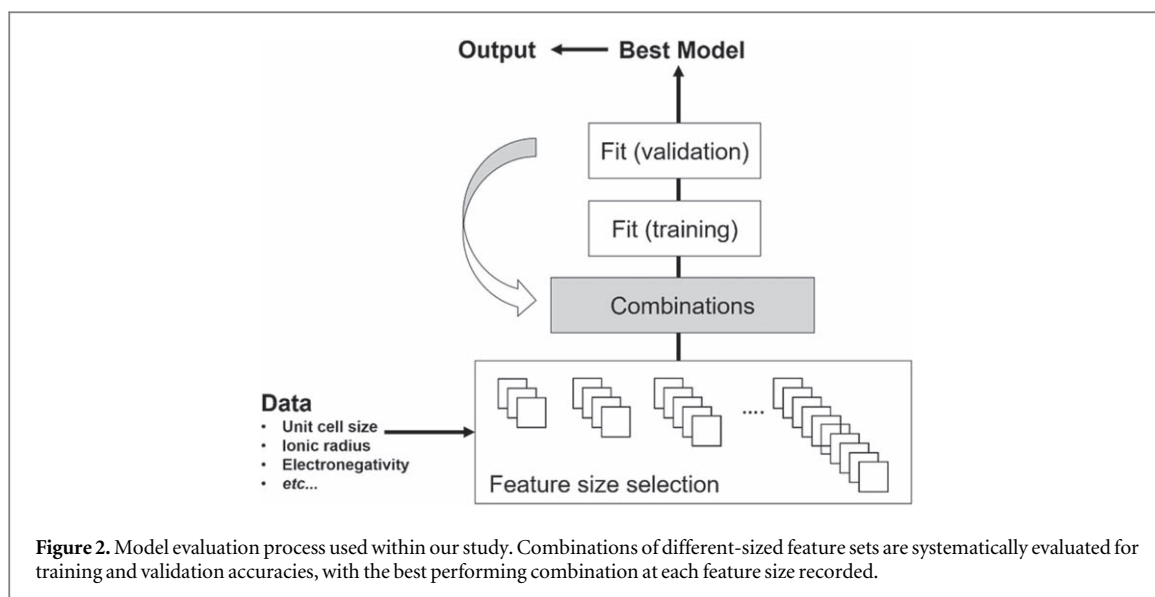 Output
Best Model
Fit (validation)
Fit (training)
Combinations
Data
• Unit cell size
• Ionic radius
• Electronegativity
• etc...
....
Feature size selection
Figure 2. Model evaluation process used within our study. Combinations of different-sized feature sets are systematically evaluated for
training and validation accuracies, with the best performing combination at each feature size recorded.